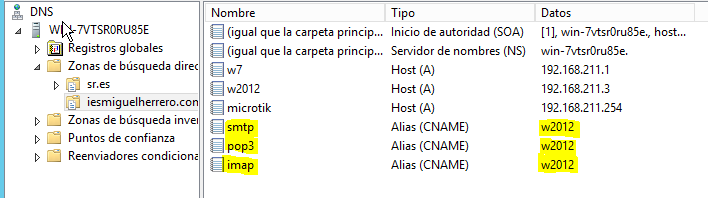 DNS
WIN-7VTSR0RU85E
Registros globales
Zonas de búsqueda direc
sr.es
iesmiguelherrero.con
Zonas de búsqueda inver
Puntos de confianza
Reenviadores condiciona
Nombre Tipo Datos
(igual que la carpeta princip... Inicio de autoridad (SOA) [1], win-7vtsr0ru85e., host...
(igual que la carpeta princip... Servidor de nombres (NS) win-7vtsr0ru85e.
w7 Host (A) 192.168.211.1
w2012 Host (A) 192.168.211.3
microtik Host (A) 192.168.211.254
smtp Alias (CNAME) w2012
pop3 Alias (CNAME) w2012
imap Alias (CNAME) w2012